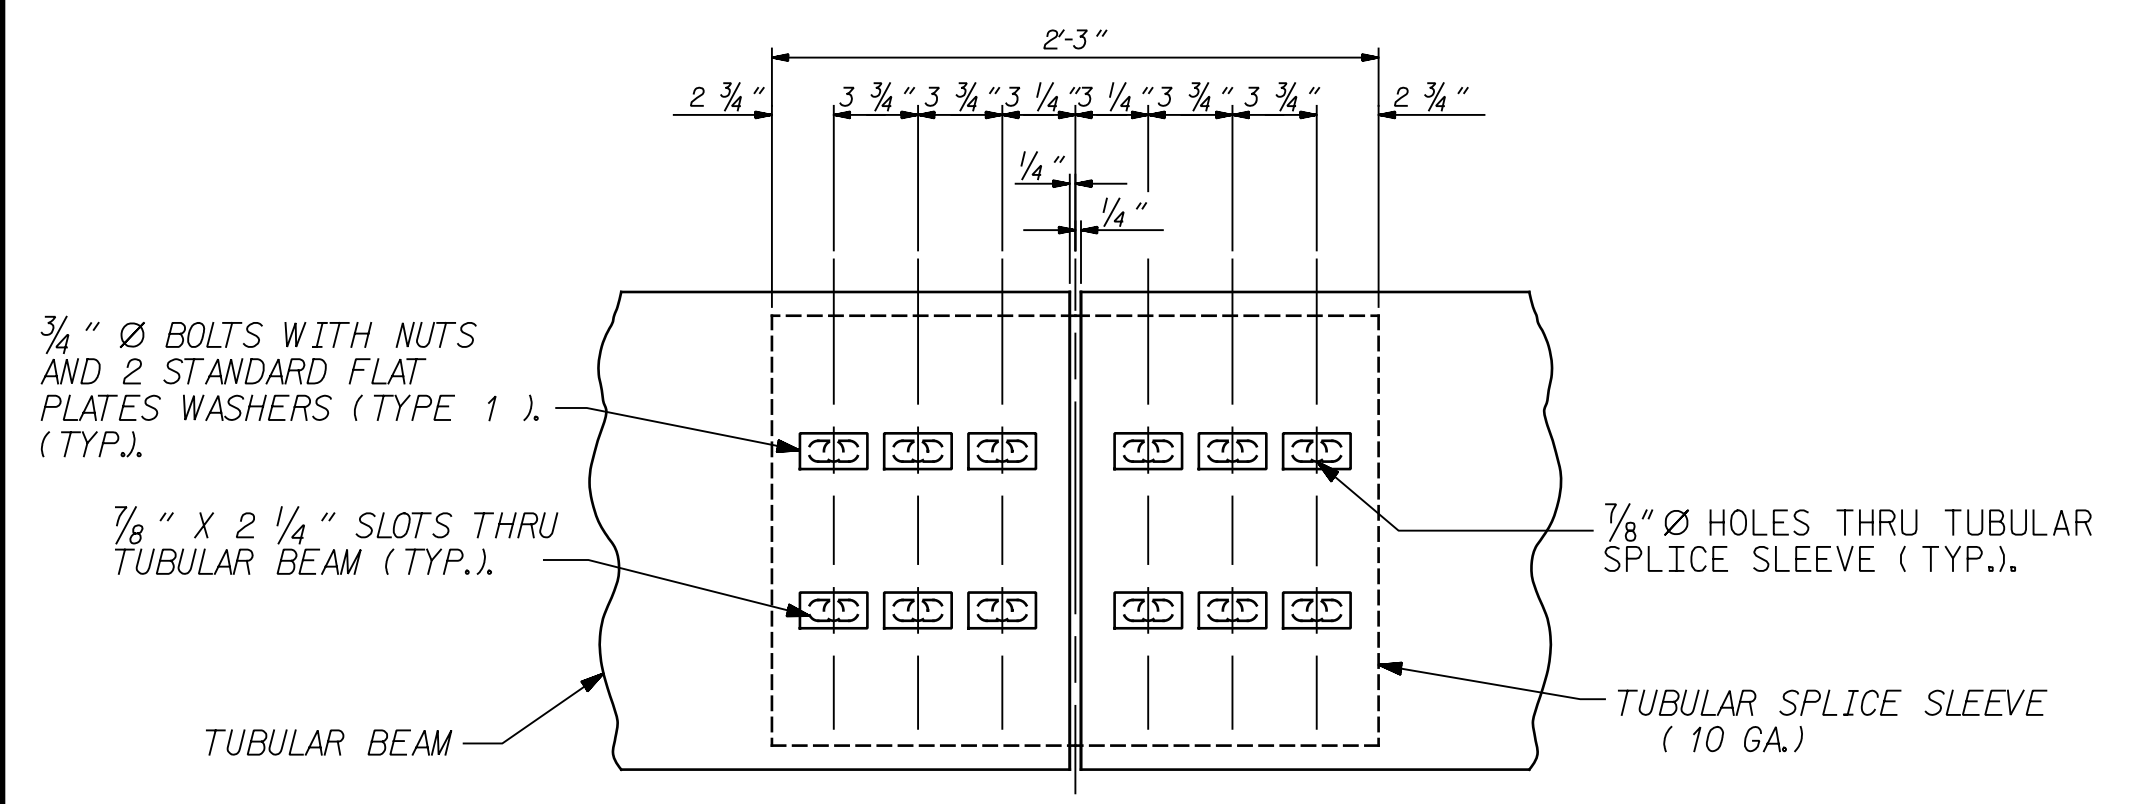 2'-3"
2 3/4" 3 3/4" 3 3/4" 3 1/4" 3 1/4" 3 3/4" 3 3/4" 2 3/4"
1/4"
1/4"
3/4" Ø BOLTS WITH NUTS
AND 2 STANDARD FLAT
PLATES WASHERS (TYPE 1 ).
(TYP.).
7/8" X 2 1/4" SLOTS THRU
TUBULAR BEAM (TYP.).
TUBULAR BEAM
7/8" Ø HOLES THRU TUBULAR
SPLICE SLEEVE (TYP.).
TUBULAR SPLICE SLEEVE
(10 GA.)